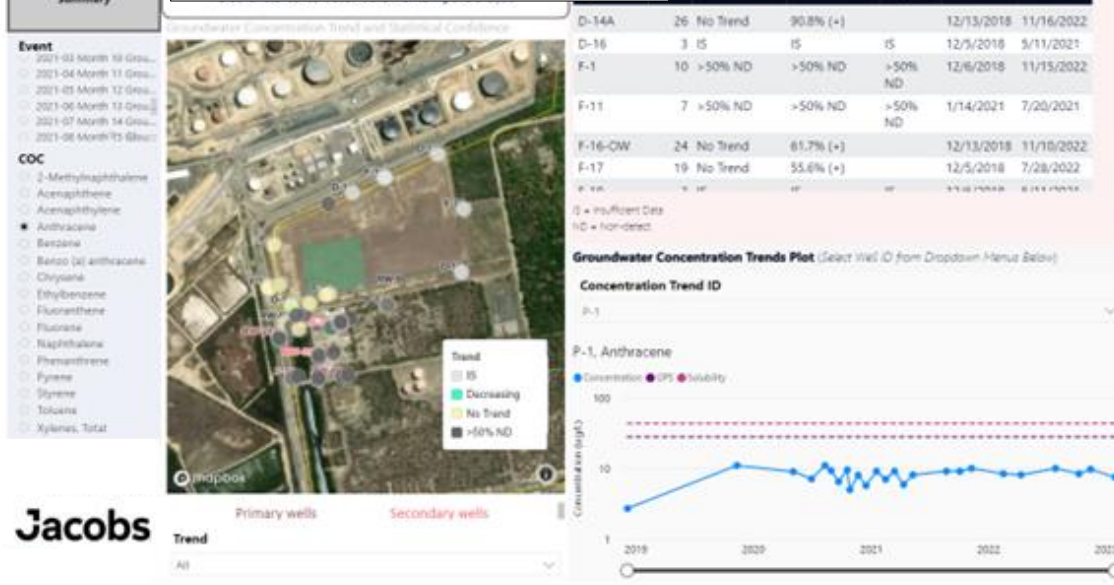 Summary
Event
2021-03 Month 10 Grou...
2021-04 Month 11 Grou...
2021-05 Month 12 Grou...
2021-06 Month 13 Grou...
2021-07 Month 14 Grou...
COC
2-Methylnaphthalene
Acenaphthene
Acenaphthylene
Anthracene
Benzene
Benzo (a) anthracene
Chrysene
Ethylbenzene
Fluoranthene
Fluorene
Naphthalene
Phenanthrene
Pyrene
Styrene
Toluene
Xylenes, Total
Jacobs
Groundwater Concentration Trend and Statistical Confidence
Trend
IS
Decreasing
No Trend
>50% ND
mapbox
Primary wells Secondary wells
Trend
All
D-14A 26 No Trend 90.8% (+) 12/13/2018 11/16/2022
D-16 3 IS IS IS 12/5/2018 5/11/2021
F-1 10 >50% ND >50% ND >50% ND 12/6/2018 11/15/2022
F-11 7 >50% ND >50% ND >50% ND 1/14/2021 7/20/2021
F-16-OW 24 No Trend 61.7% (+) 12/13/2018 11/10/2022
F-17 19 No Trend 55.6% (+) 12/5/2018 7/28/2022
IS = Insufficient Data
ND = Non-detect
Groundwater Concentration Trends Plot (Select Well ID from Dropdown Menus Below)
Concentration Trend ID
P-1
P-1, Anthracene
Concentration GPS Solubility
Concentration (ug/L)
100
10
1
2019 2020 2021 2022